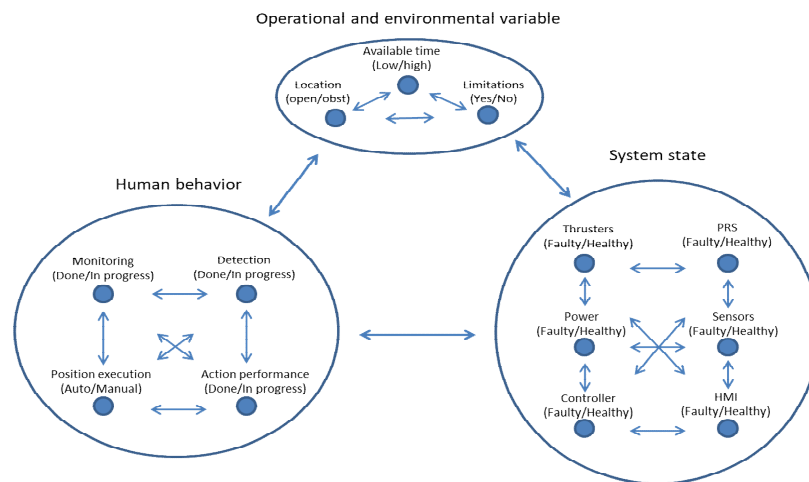 Operational and environmental variable
Available time
(Low/high)
Location
(open/obst)
Limitations
(Yes/No)
Human behavior
System state
Monitoring
(Done/In progress)
Detection
(Done/In progress)
Position execution
(Auto/Manual)
Action performance
(Done/In progress)
Thrusters
(Faulty/Healthy)
PRS
(Faulty/Healthy)
Power
(Faulty/Healthy)
Sensors
(Faulty/Healthy)
Controller
(Faulty/Healthy)
HMI
(Faulty/Healthy)